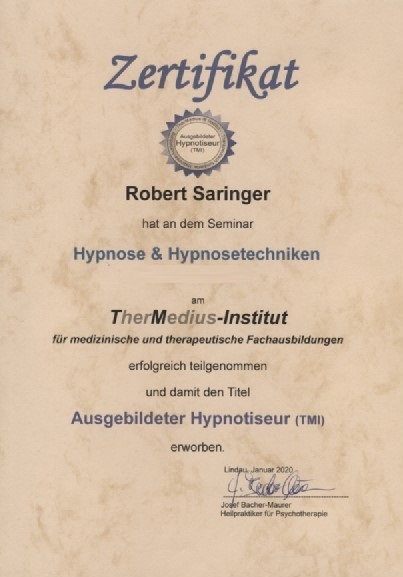 Zertifikat
Ausgebildeter
Hypnotiseur
(TMI)
Robert Saringer
hat an dem Seminar
Hypnose & Hypnosetechniken
am
TherMedius-Institut
für medizinische und therapeutische Fachausbildungen
erfolgreich teilgenommen
und damit den Titel
Ausgebildeter Hypnotiseur (TMI)
erworben.
Lindau, Januar 2020
Josef Bacher-Maurer
Heilpraktiker für Psychotherapie